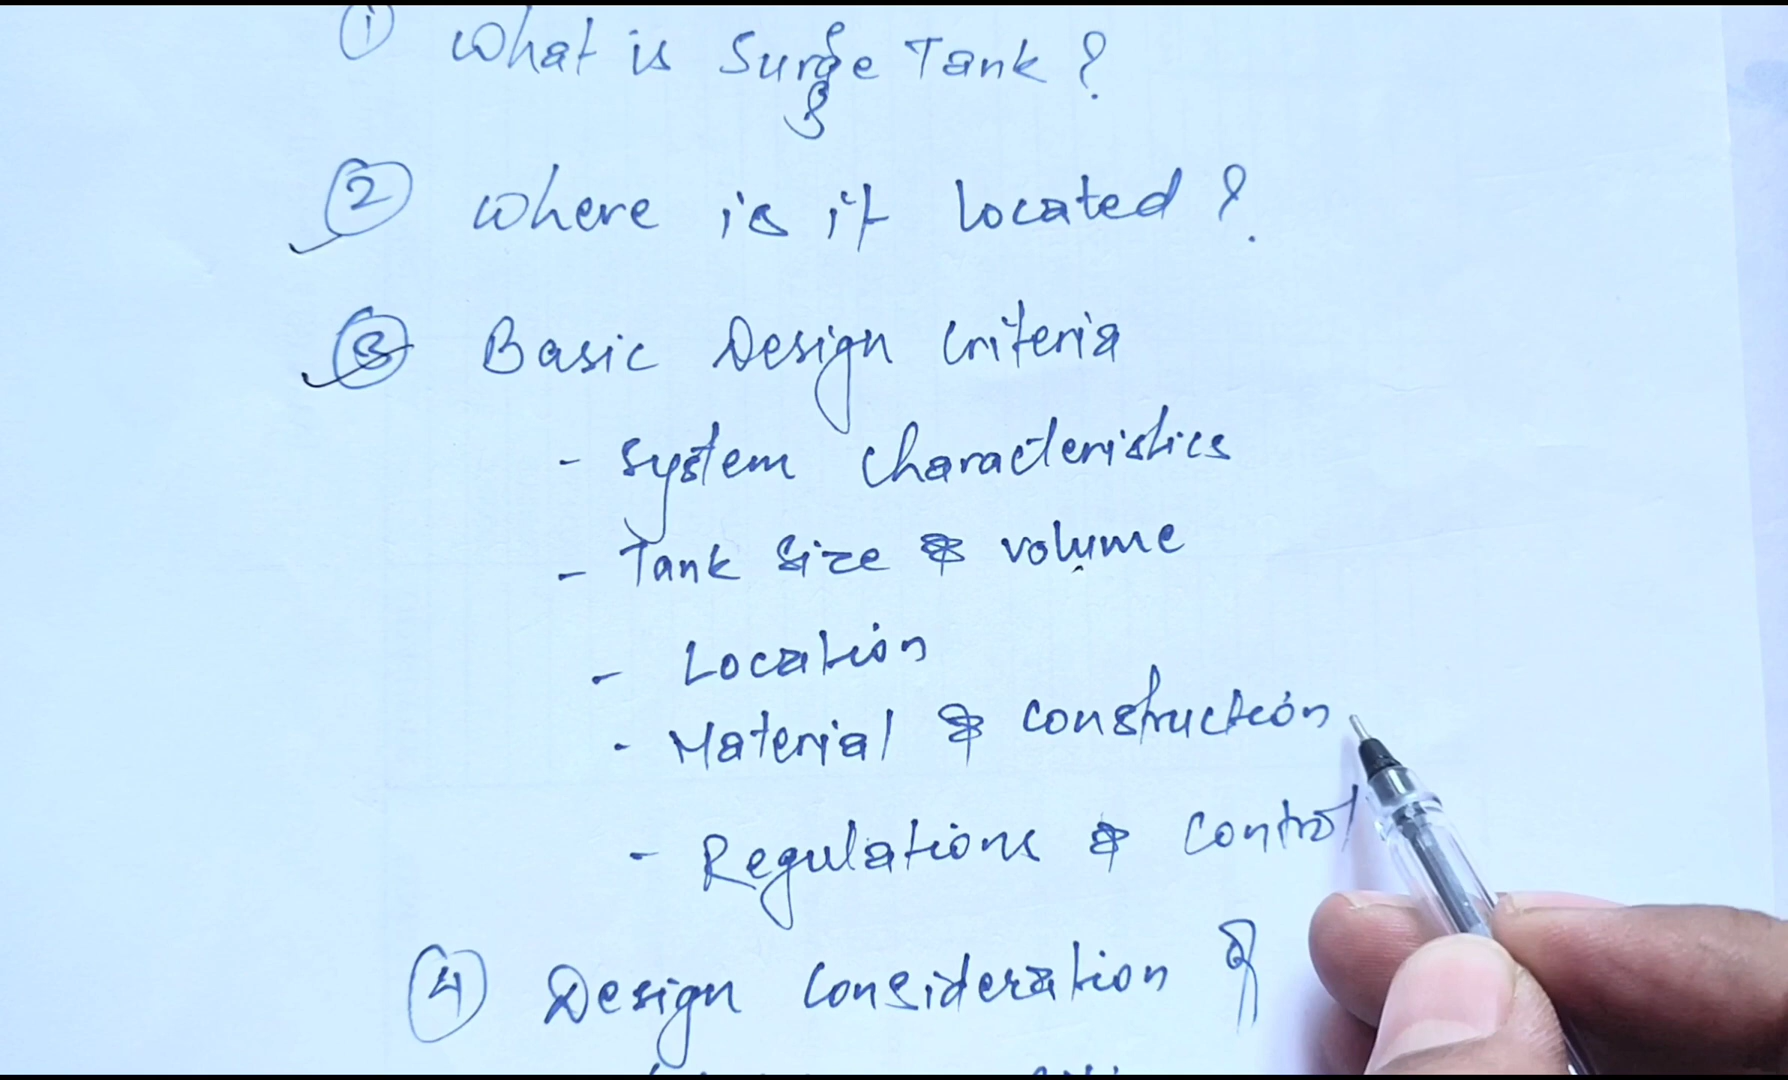 ① What is Surge Tank?
② Where is it located?
③ Basic Design Criteria
- System characteristics
- Tank Size & volume
- Location
- Material & construction
- Regulations & Control
④ Design Consideration of